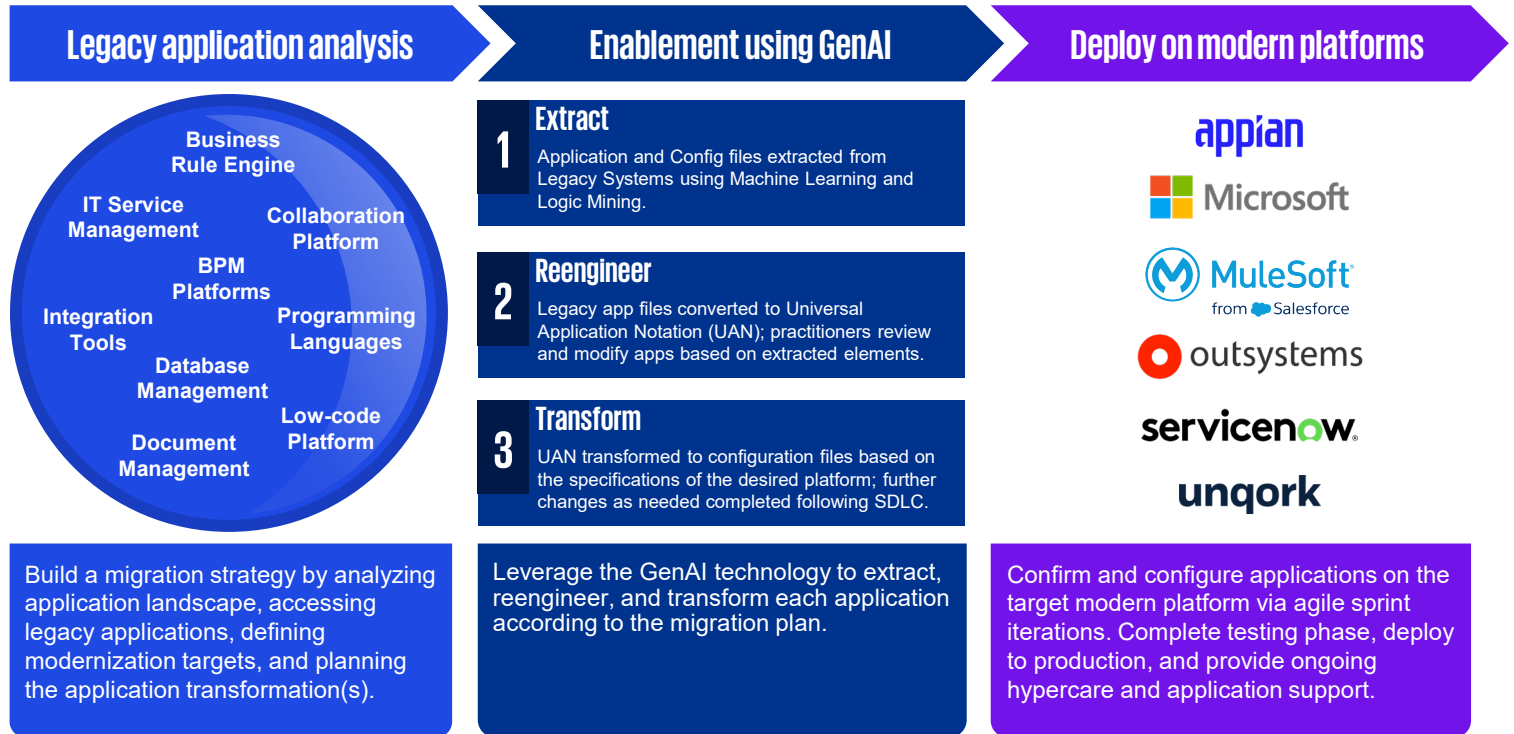 Legacy application analysis
Enablement using GenAI
Deploy on modern platforms
Business
Rule Engine
IT Service
Management
Collaboration
Platform
BPM
Platforms
Integration
Tools
Programming
Languages
Database
Management
Low-code
Platform
Document
Management
Build a migration strategy by analyzing
application landscape, accessing
legacy applications, defining
modernization targets, and planning
the application transformation(s).
1
Extract
Application and Config files extracted from
Legacy Systems using Machine Learning and
Logic Mining.
2
Reengineer
Legacy app files converted to Universal
Application Notation (UAN); practitioners review
and modify apps based on extracted elements.
3
Transform
UAN transformed to configuration files based on
the specifications of the desired platform; further
changes as needed completed following SDLC.
Leverage the GenAI technology to extract,
reengineer, and transform each application
according to the migration plan.
appian
Microsoft
MuleSoft
from Salesforce
outsystems
servicenow.
unqork
Confirm and configure applications on the
target modern platform via agile sprint
iterations. Complete testing phase, deploy
to production, and provide ongoing
hypercare and application support.